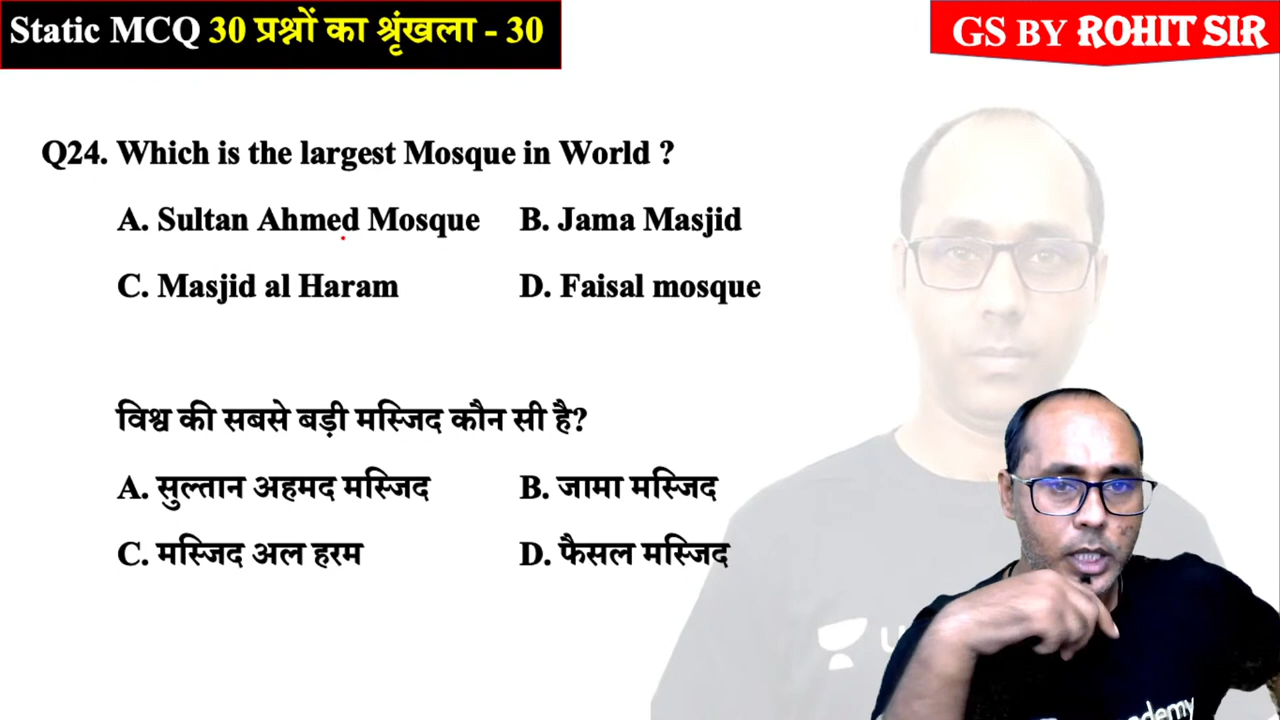 Static MCQ 30 प्रश्नों का श्रृंखला - 30
GS BY ROHIT SIR
Q24. Which is the largest Mosque in World ?
A. Sultan Ahmed Mosque B. Jama Masjid
C. Masjid al Haram D. Faisal mosque
विश्व की सबसे बड़ी मस्जिद कौन सी है?
A. सुल्तान अहमद मस्जिद B. जामा मस्जिद
C. मस्जिद अल हरम D. फैसल मस्जिद